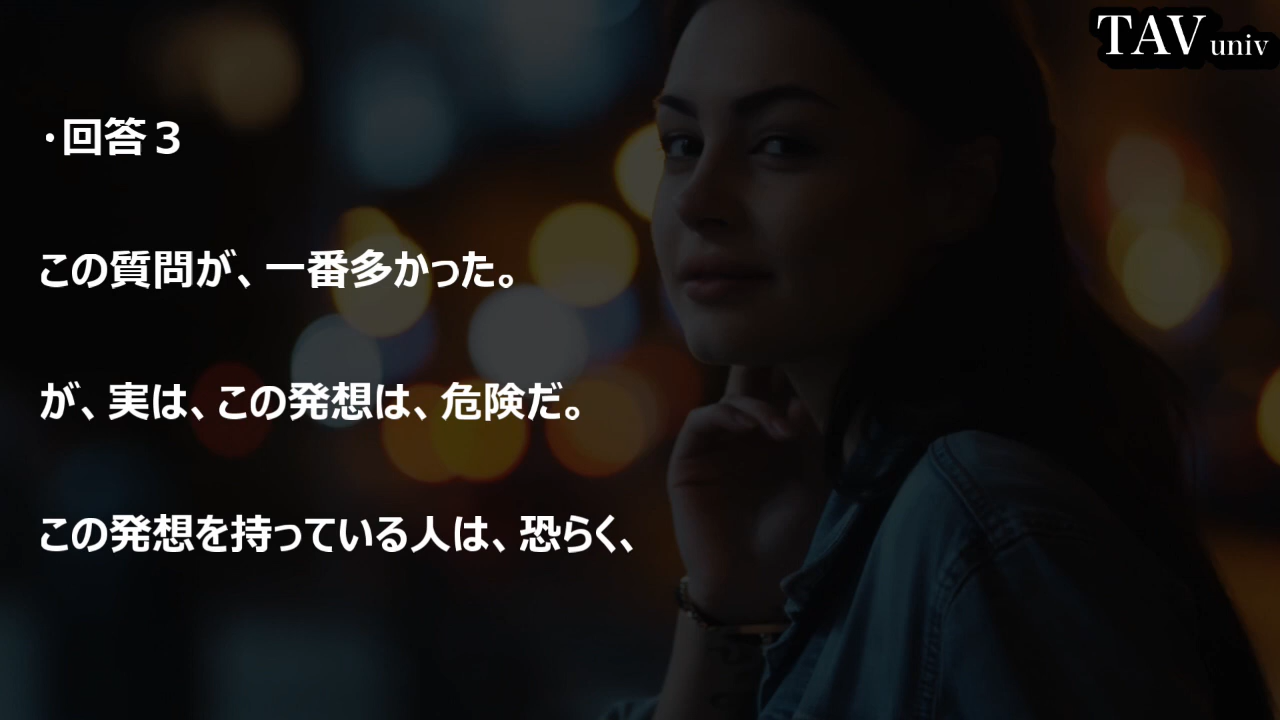 TAV univ
・回答３
この質問が、一番多かった。
が、実は、この発想は、危険だ。
この発想を持っている人は、恐らく、